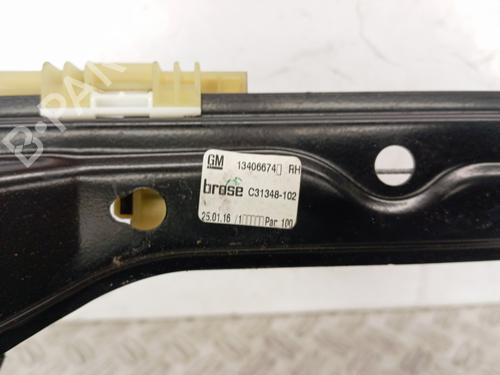 GM 13406674 RH
brose C31348-102
25.01.16 Par 100